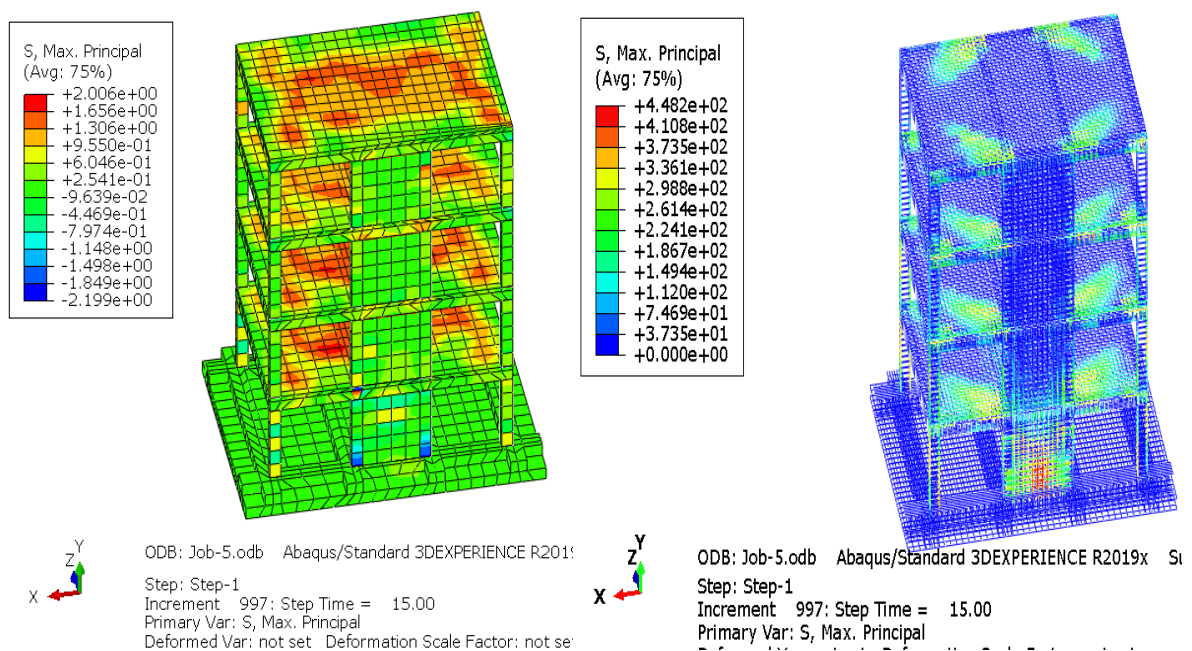 S, Max. Principal
(Avg: 75%)
+2.006e+00
+1.656e+00
+1.306e+00
+9.550e-01
+6.046e-01
+2.541e-01
-9.639e-02
-4.469e-01
-7.974e-01
-1.148e+00
-1.498e+00
-1.849e+00
-2.199e+00
Y
Z
X
ODB: Job-5.odb Abaqus/Standard 3DEXPERIENCE R201
Step: Step-1
Increment 997: Step Time = 15.00
Primary Var: S, Max. Principal
Deformed Var: not set Deformation Scale Factor: not set
S, Max. Principal
(Avg: 75%)
+4.482e+02
+4.108e+02
+3.735e+02
+3.361e+02
+2.988e+02
+2.614e+02
+2.241e+02
+1.867e+02
+1.494e+02
+1.120e+02
+7.469e+01
+3.735e+01
+0.000e+00
Y
Z
X
ODB: Job-5.odb Abaqus/Standard 3DEXPERIENCE R2019x
Step: Step-1
Increment 997: Step Time = 15.00
Primary Var: S, Max. Principal